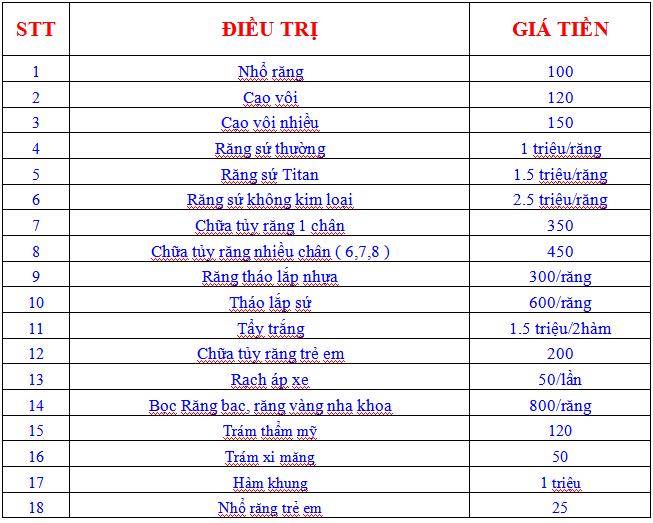 STT ĐIỀU TRỊ GIÁ TIỀN
1 Nhổ răng 100
2 Cạo vôi 120
3 Cạo vôi nhiều 150
4 Răng sứ thường 1 triệu/răng
5 Răng sứ Titan 1.5 triệu/răng
6 Răng sứ không kim loại 2.5 triệu/răng
7 Chữa tủy răng 1 chân 350
8 Chữa tủy răng nhiều chân ( 6,7,8 ) 450
9 Răng tháo lắp nhựa 300/răng
10 Tháo lắp sứ 600/răng
11 Tẩy trắng 1.5 triệu/2hàm
12 Chữa tủy răng trẻ em 200
13 Rạch áp xe 50/lần
14 Bọc Răng bạc, răng vàng nha khoa 800/răng
15 Trám thẩm mỹ 120
16 Trám xi măng 50
17 Hàm khung 1 triệu
18 Nhổ răng trẻ em 25